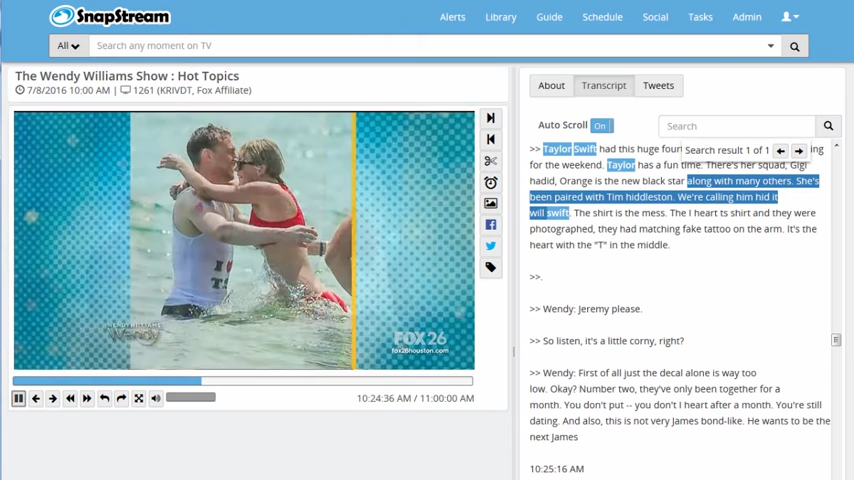 SnapStream
Alerts Library Guide Schedule Social Tasks Admin
All Search any moment on TV
The Wendy Williams Show : Hot Topics
7/8/2016 10:00 AM | 1261 (KRIVDT, Fox Affiliate)
About Transcript Tweets
Auto Scroll On Search
Search result 1 of 1
>> Taylor Swift had this huge
for the weekend. Taylor has a fun time. There's her squad, Gigi
hadid, Orange is the new black star along with many others. She's
been paired with Tim hiddleston. We're calling him hid it
will swift. The shirt is the mess. The I heart ts shirt and they were
photographed, they had matching fake tattoo on the arm. It's the
heart with the "T" in the middle.
>>.
>> Wendy: Jeremy please.
>> So listen, it's a little corny, right?
>> Wendy: First of all just the decal alone is way too
low. Okay? Number two, they've only been together for a
month. You don't put -- you don't I heart after a month. You're still
dating. And also, this is not very James bond-like. He wants to be the
next James
10:25:16 AM
I
T.S
Wendy
FOX 26
fox26houston.com
10:24:36 AM / 11:00:00 AM